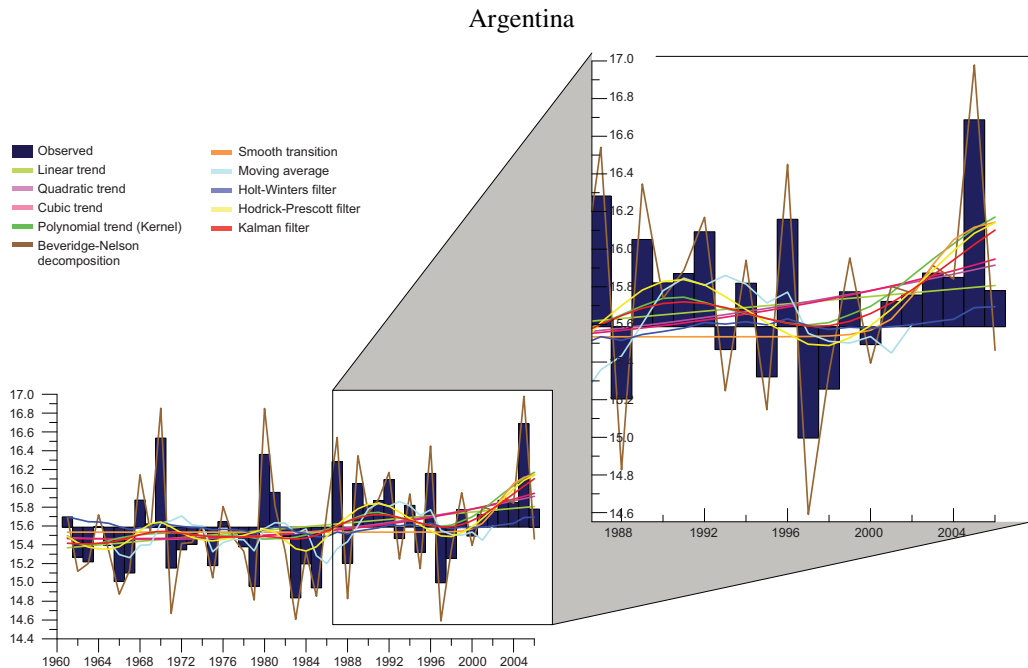 Argentina
Observed
Linear trend
Quadratic trend
Cubic trend
Polynomial trend (Kernel)
Beveridge-Nelson
decomposition
Smooth transition
Moving average
Holt-Winters filter
Hodrick-Prescott filter
Kalman filter
17.0
16.8
16.6
16.4
16.2
16.0
15.8
15.6
15.4
15.2
15.0
14.8
14.6
1988 1992 1996 2000 2004
17.0
16.8
16.6
16.4
16.2
16.0
15.8
15.6
15.4
15.2
15.0
14.8
14.6
14.4
1960 1964 1968 1972 1976 1980 1984 1988 1992 1996 2000 2004